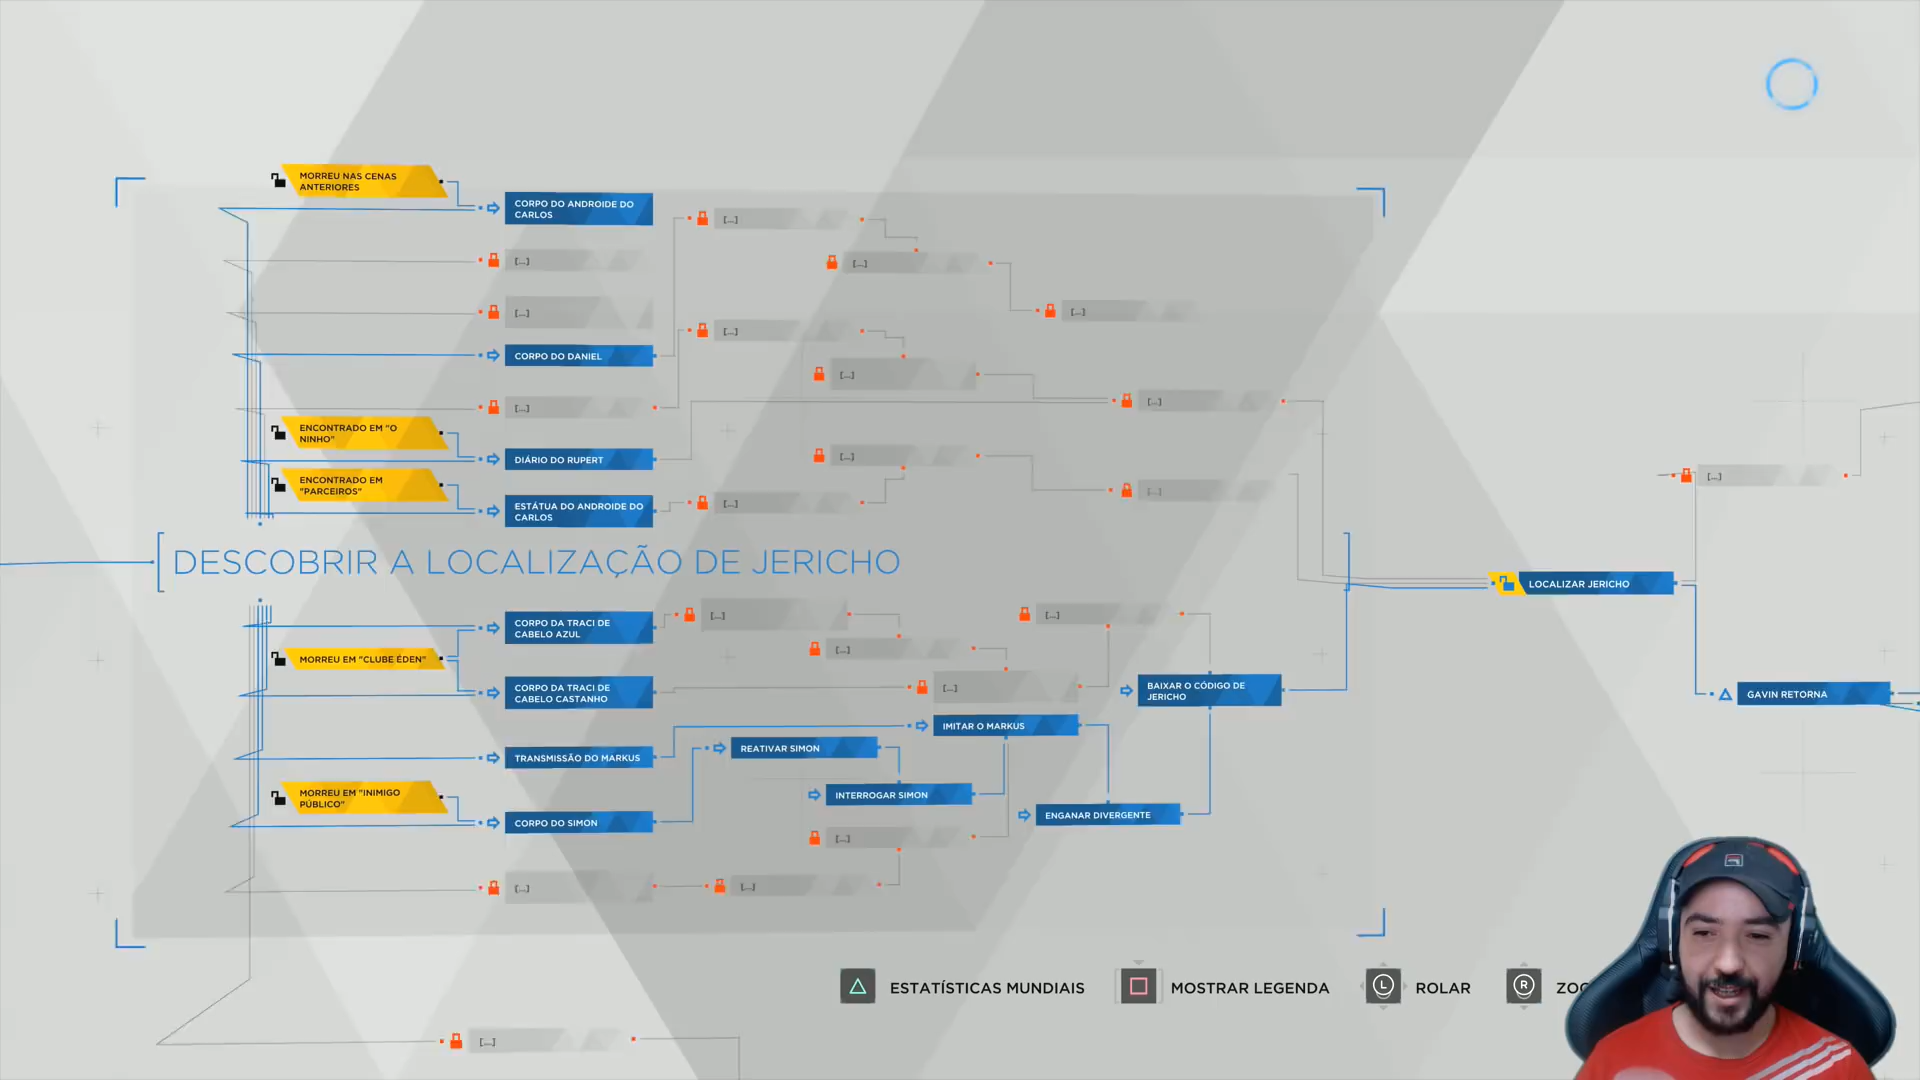 MORREU NAS CENAS
ANTERIORES
CORPO DO ANDROIDE DO
CARLOS
[...]
[...]
[...]
[...]
[...]
[...]
CORPO DO DANIEL
[...]
[...]
[...]
ENCONTRADO EM "O
NINHO"
DIÁRIO DO RUPERT
[...]
[...]
[...]
ENCONTRADO EM
"PARCEIROS"
ESTÁTUA DO ANDROIDE DO
CARLOS
[...]
DESCOBRIR A LOCALIZAÇÃO DE JERICHO
LOCALIZAR JERICHO
CORPO DA TRACI DE
CABELO AZUL
[...]
[...]
[...]
MORREU EM "CLUBE ÉDEN"
CORPO DA TRACI DE
CABELO CASTANHO
[...]
BAIXAR O CÓDIGO DE
JERICHO
GAVIN RETORNA
IMITAR O MARKUS
TRANSMISSÃO DO MARKUS
REATIVAR SIMON
INTERROGAR SIMON
MORREU EM "INIMIGO
PÚBLICO"
CORPO DO SIMON
ENGANAR DIVERGENTE
[...]
[...]
[...]
ESTATÍSTICAS MUNDIAIS
MOSTRAR LEGENDA
L
ROLAR
R
ZOO
[...]